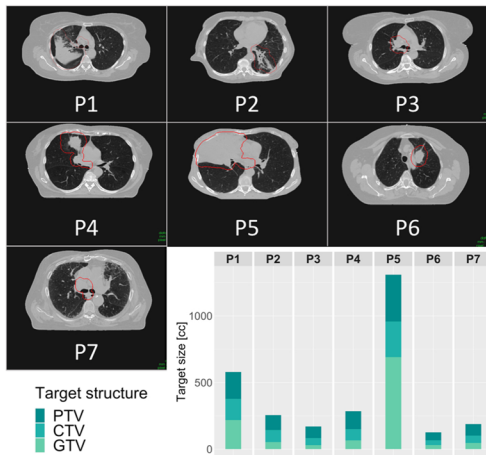 P1
P2
P3
P4
P5
P6
P7
P1 P2 P3 P4 P5 P6 P7
Target size [cc]
1000
500
0
Target structure
PTV
CTV
GTV